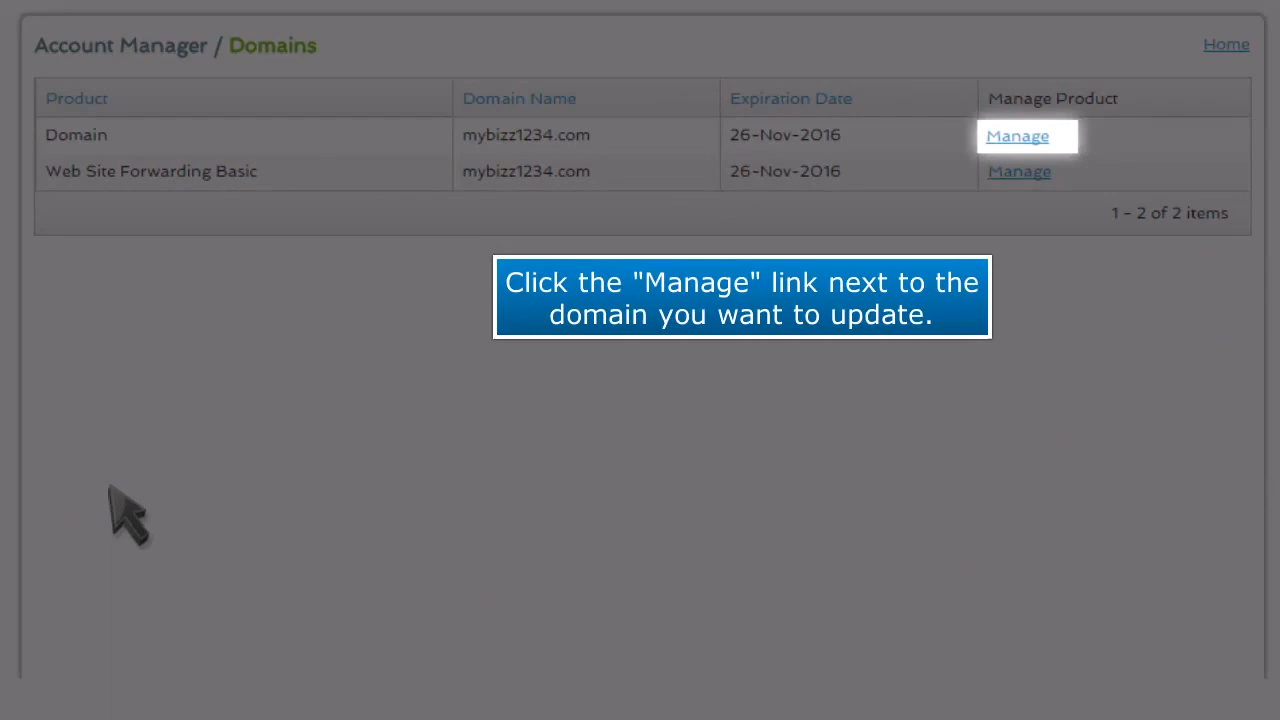 Account Manager / Domains
Home
Product Domain Name Expiration Date Manage Product
Domain mybizz1234.com 26-Nov-2016 Manage
Web Site Forwarding Basic mybizz1234.com 26-Nov-2016 Manage
1 - 2 of 2 items
Click the "Manage" link next to the
domain you want to update.